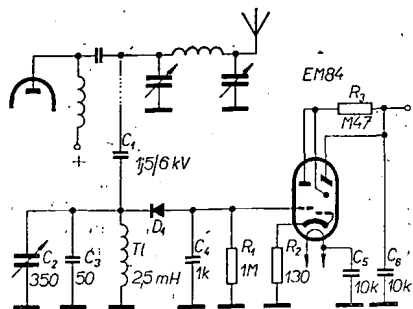 EM84
R3
M47
+
C1
1j5/6 kV
D1
C2
350
C3
50
Tl
2,5 mH
C4
1k
R1
1M
R2
130
C5
10k
C6
10k